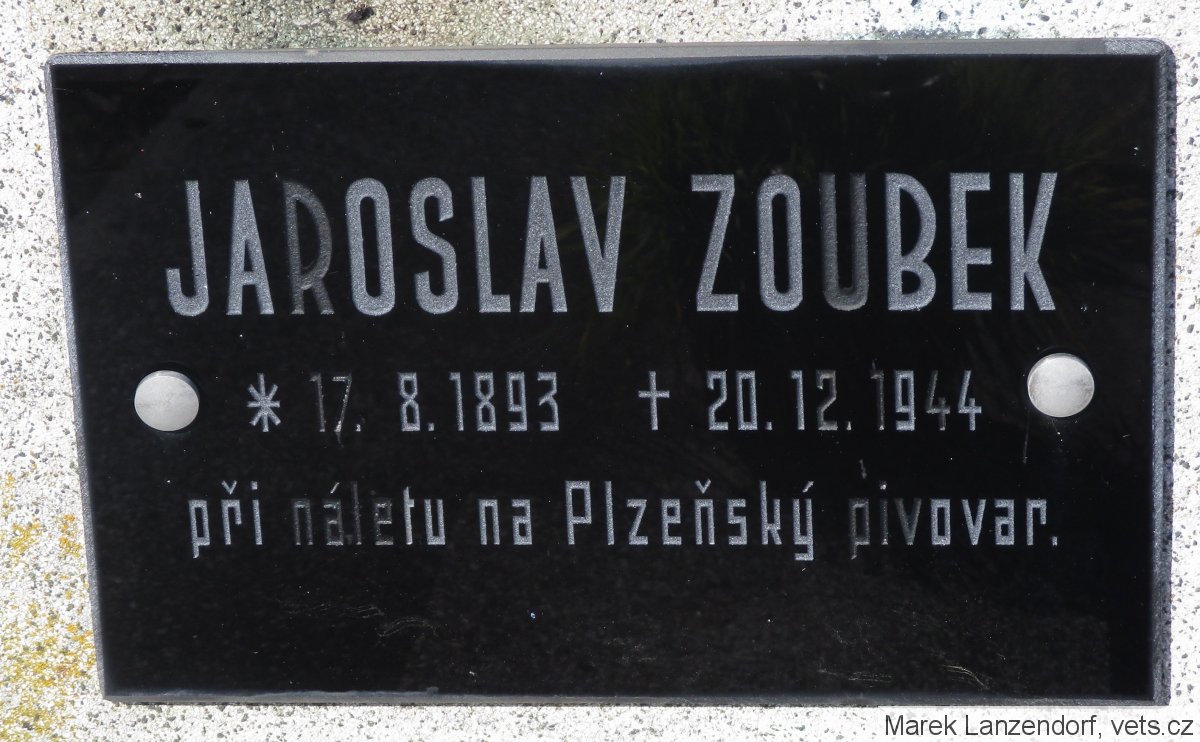 JAROSLAV ZOUBEK
* 17. 8. 1893 † 20. 12. 1944
při náletu na Plzeňský pivovar.
Marek Lanzendorf, vets.cz